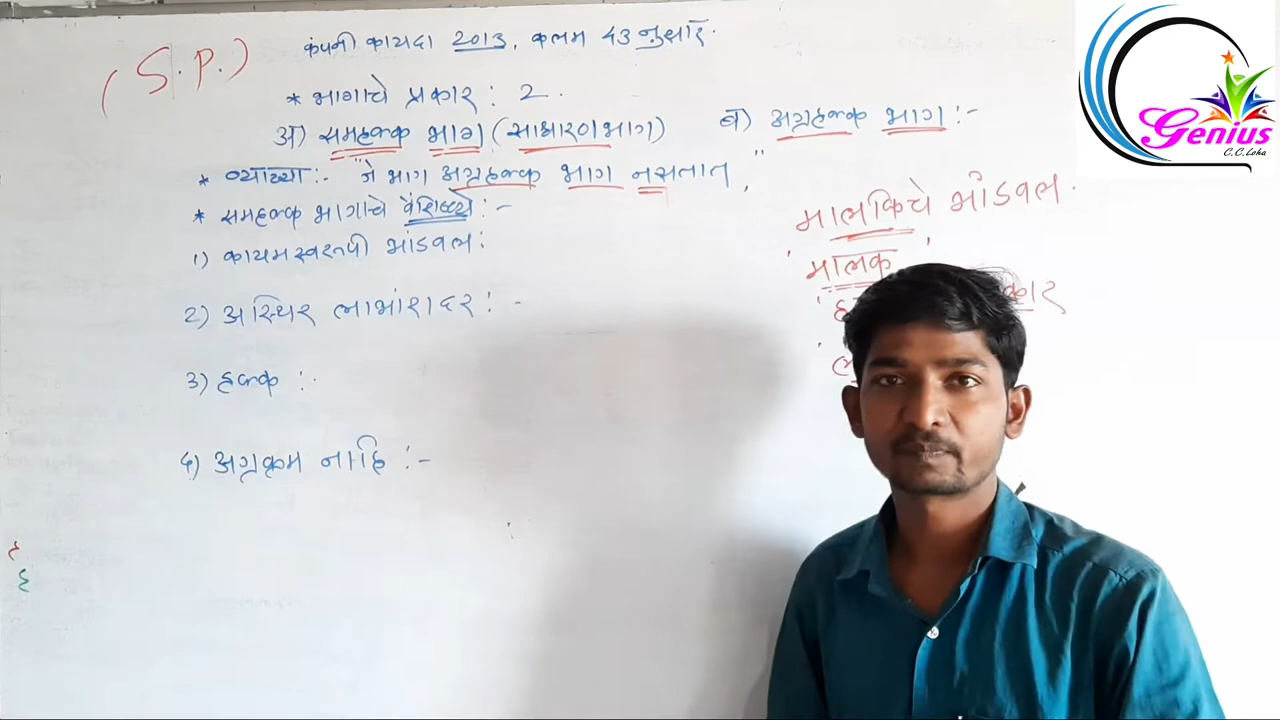 कंपनी कायदा 2013, कलम 43 नुसार.
(S.P.)
* भागाचे प्रकार : 2.
अ) समहक्क भाग (साधारण भाग)
ब) अग्रहक्क भाग :-
* व्याख्या :- "जे भाग अग्रहक्क भाग नसतात,"
* समहक्क भागाचे वैशिष्ट्ये :-
1) कायमस्वरूपी भांडवल :
2) अस्थिर लाभांश दर : -
3) हक्क :-
4) अग्रक्रम नाहि :-
मालकिचे भांडवल.
'मालक'
Genius
C.C. Loha